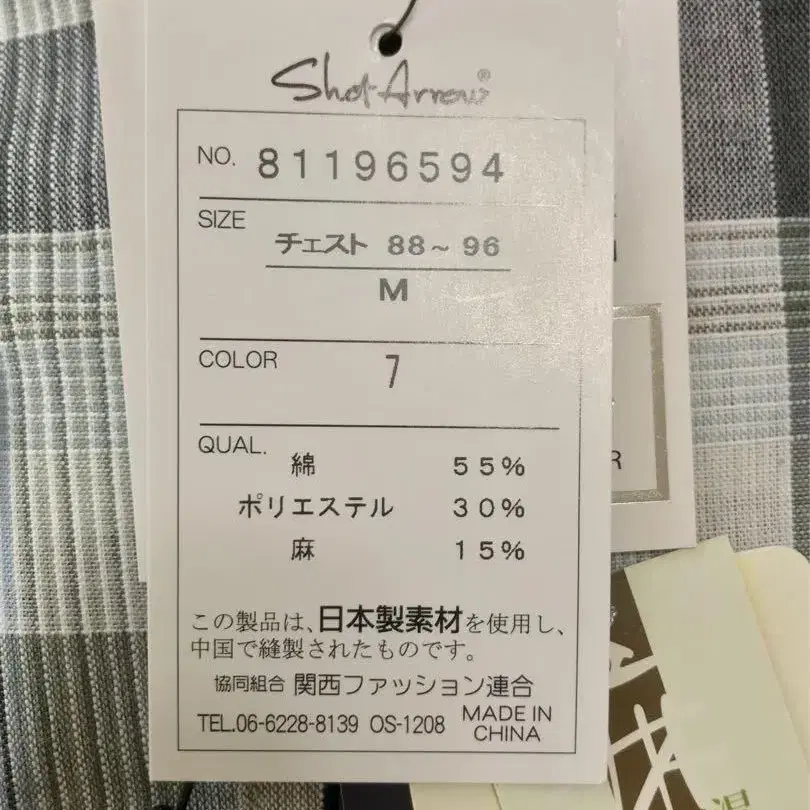 Shot Arrow®
NO. 81196594
SIZE
チェスト 88~96
M
COLOR 7
QUAL.
綿 55%
ポリエステル 30%
麻 15%
この製品は、日本製素材を使用し、
中国で縫製されたものです。
協同組合 関西ファッション連合
TEL.06-6228-8139 OS-1208 MADE IN
CHINA
R